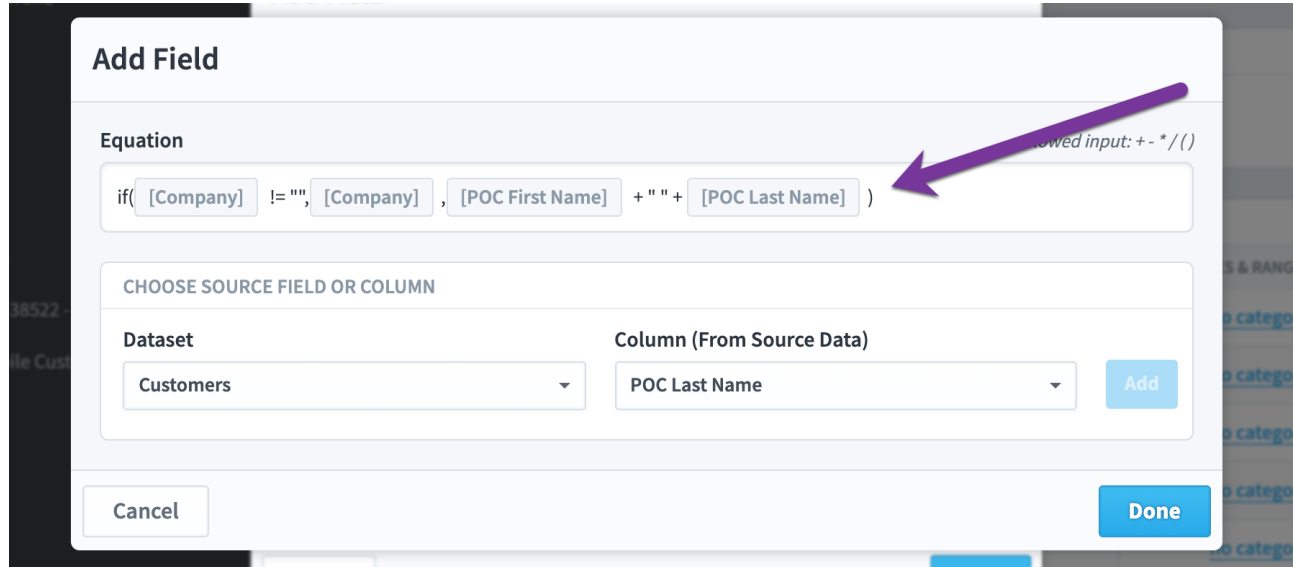 Add Field
Equation
input: + - * / ( )
if( [Company] != "", [Company] , [POC First Name] + " " + [POC Last Name] )
CHOOSE SOURCE FIELD OR COLUMN
Dataset
Column (From Source Data)
Customers
POC Last Name
Add
Cancel
Done
38522 -